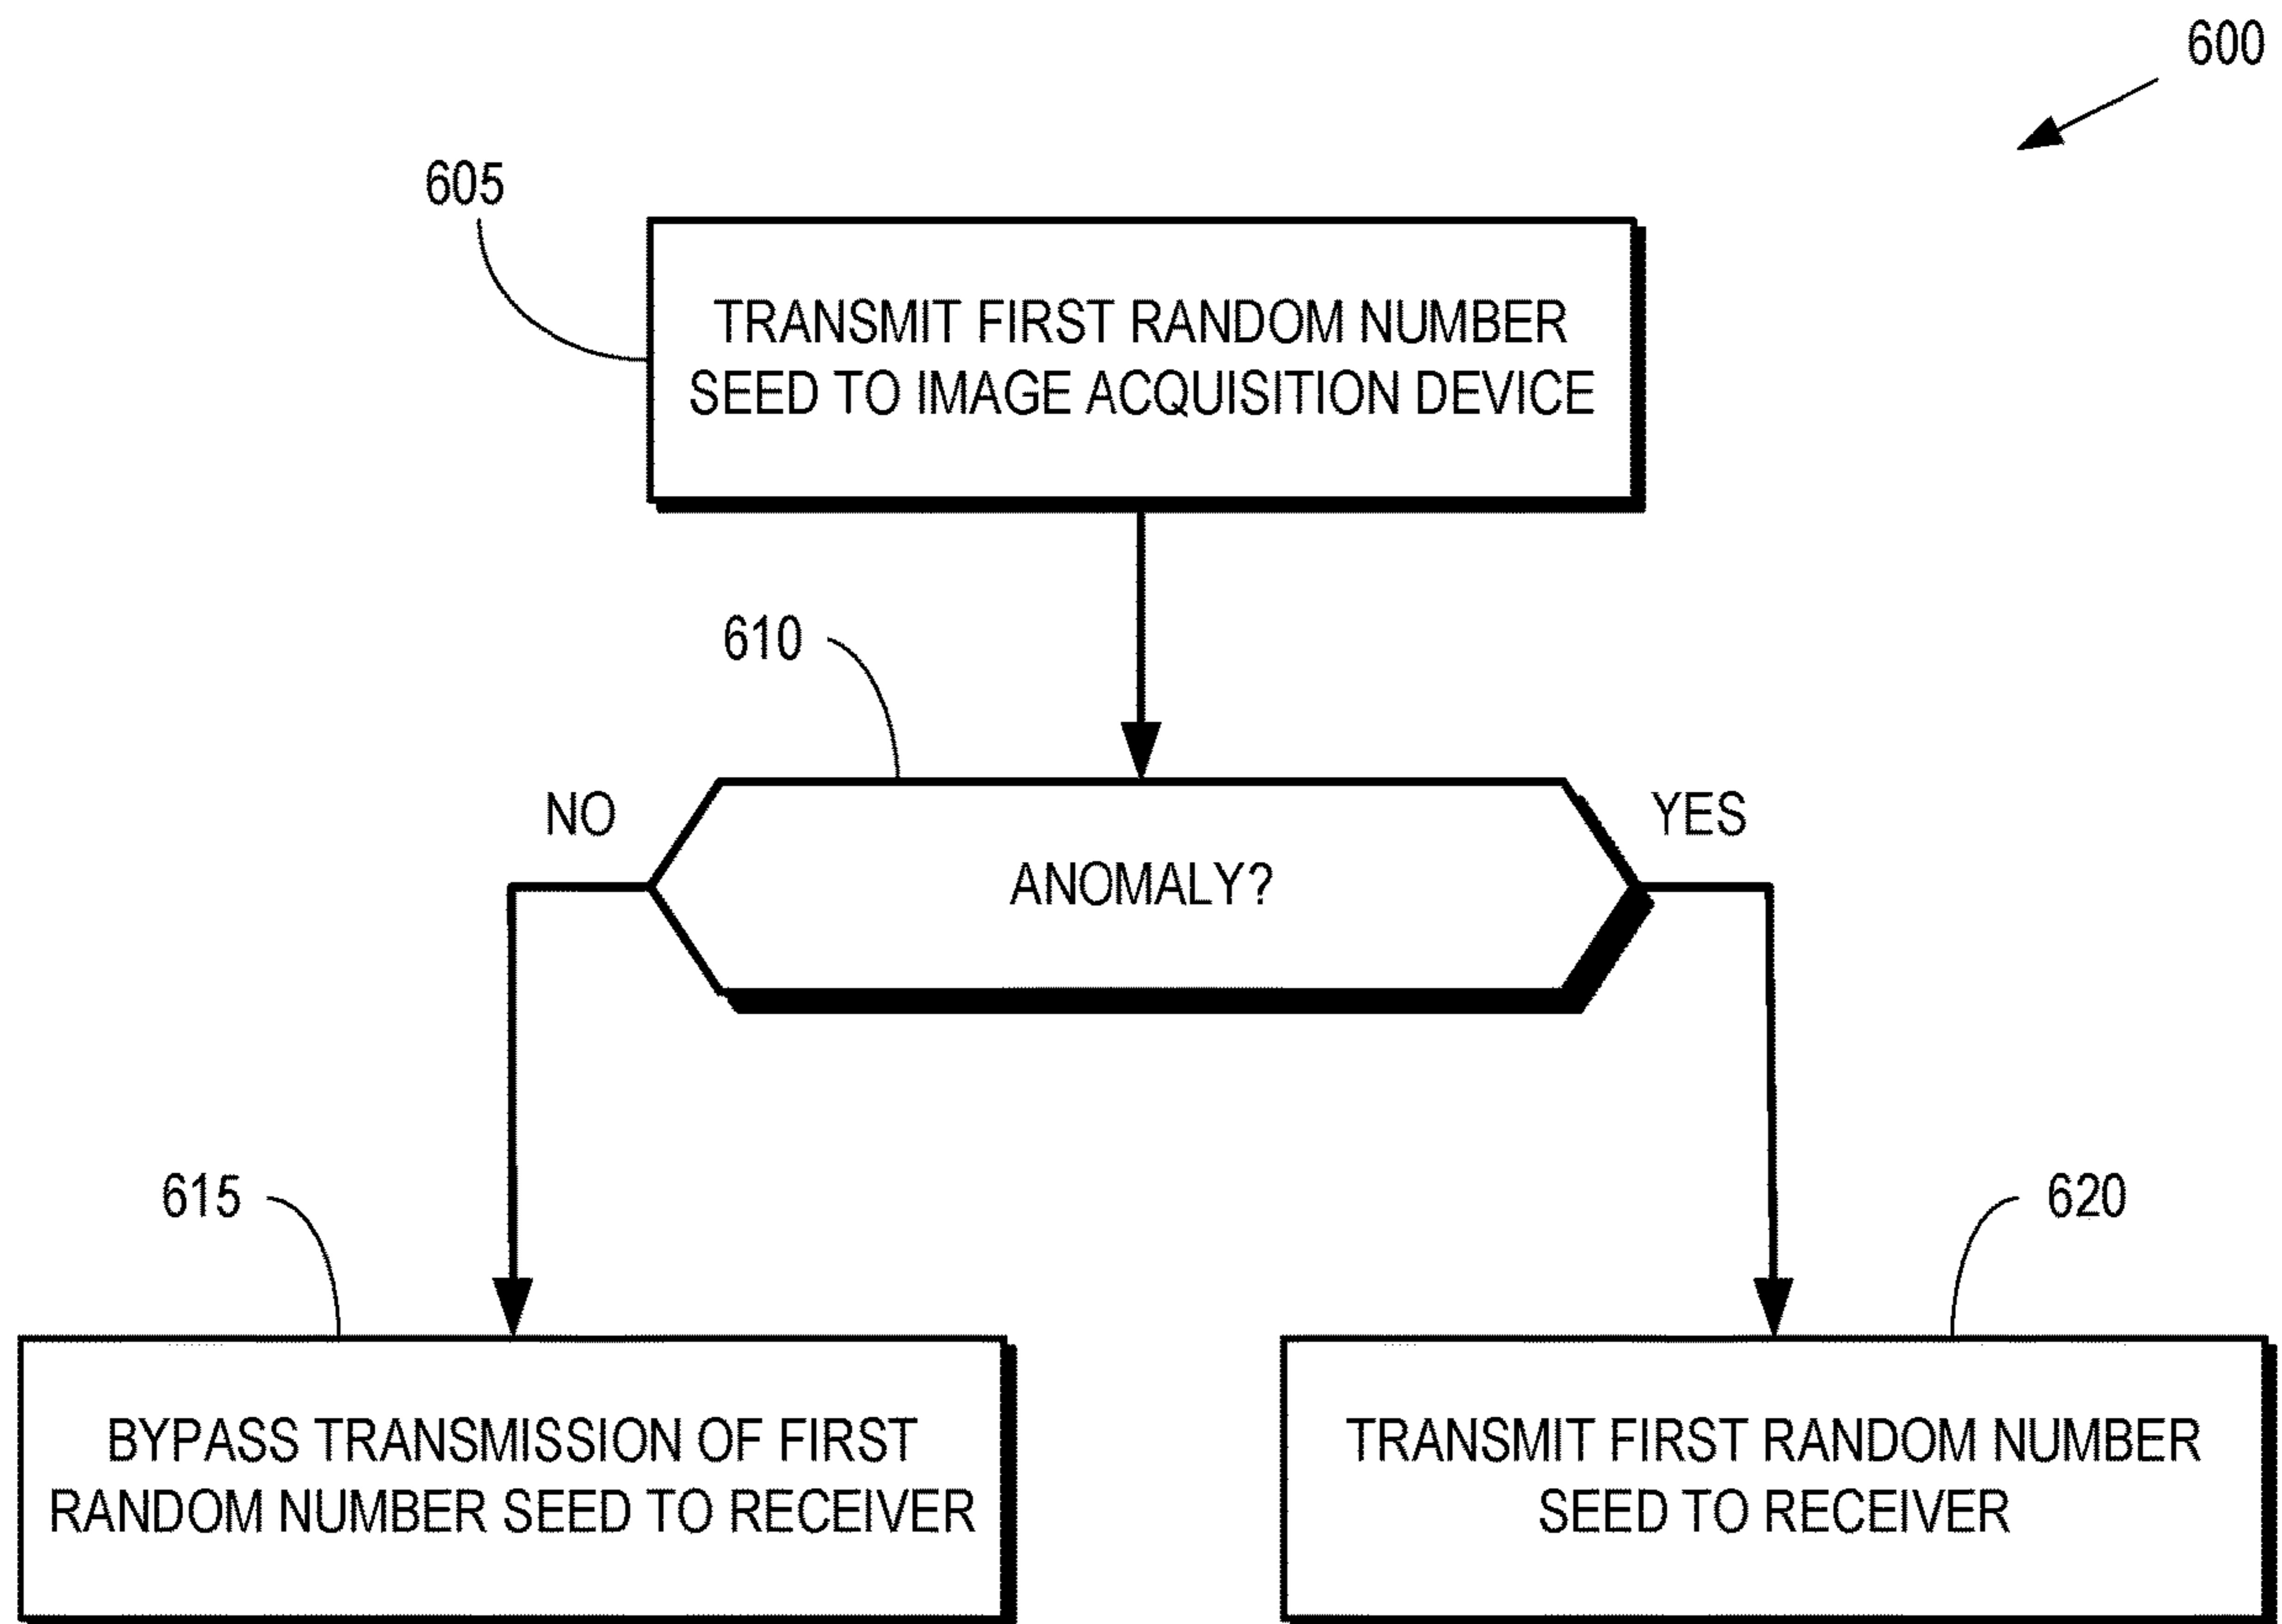 600
605
TRANSMIT FIRST RANDOM NUMBER
SEED TO IMAGE ACQUISITION DEVICE
610
NO
YES
ANOMALY?
615
620
BYPASS TRANSMISSION OF FIRST
RANDOM NUMBER SEED TO RECEIVER
TRANSMIT FIRST RANDOM NUMBER
SEED TO RECEIVER